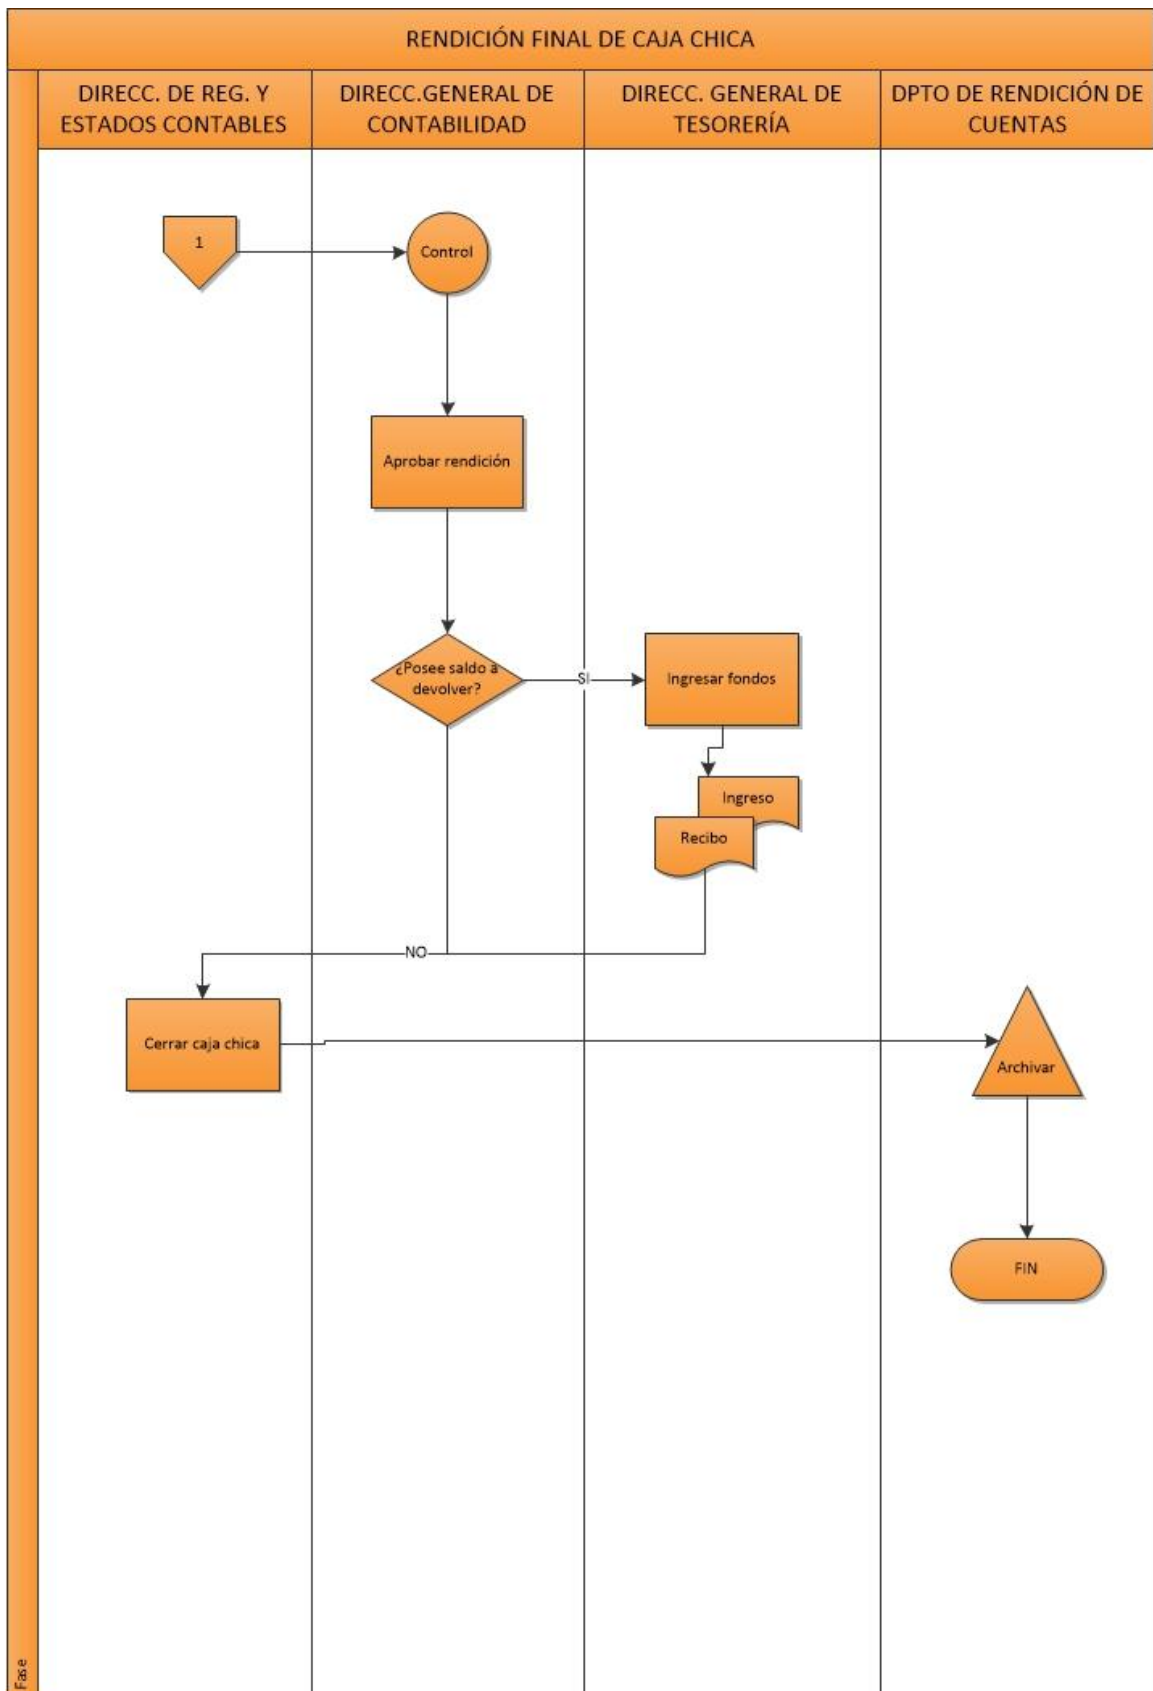 RENDICIÓN FINAL DE CAJA CHICA
DIRECC. DE REG. Y
ESTADOS CONTABLES
DIRECC.GENERAL DE
CONTABILIDAD
DIRECC. GENERAL DE
TESORERÍA
DPTO DE RENDICIÓN DE
CUENTAS
1
Control
Aprobar rendición
¿Posee saldo a
devolver?
SI
Ingresar fondos
Ingreso
Recibo
NO
Cerrar caja chica
Archivar
FIN
Fase